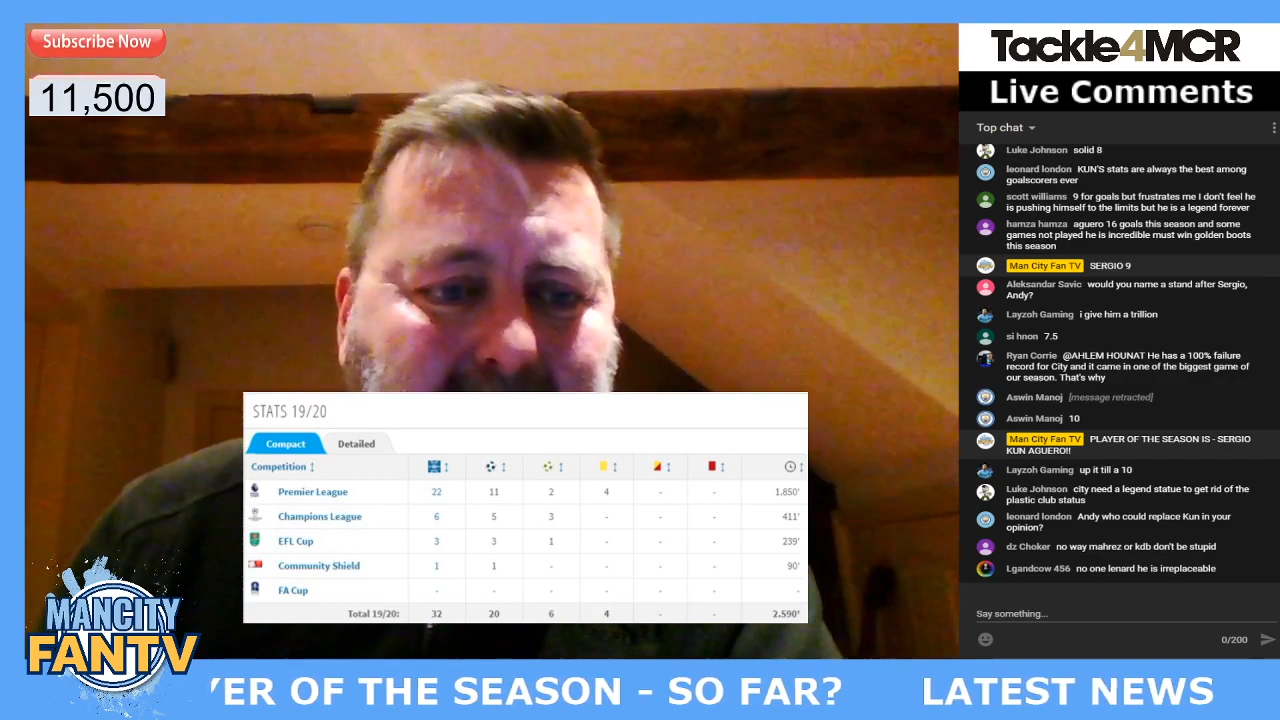 Subscribe Now
11,500
Tackle4MCR
Live Comments
Top chat
Luke Johnson solid 8
leonard london KUN'S stats are always the best among
goalscorers ever
scott williams 9 for goals but frustrates me I don't feel he
is pushing himself to the limits but he is a legend forever
hamza hamza aguero 16 goals this season and some
games not played he is incredible must win golden boots
this season
Man City Fan TV SERGIO 9
Aleksandar Savic would you name a stand after Sergio,
Andy?
Layzoh Gaming i give him a trillion
si hnon 7.5
Ryan Corrie @AHLEM HOUNAT He has a 100% failure
record for City and it came in one of the biggest game of
our season. That's why
Aswin Manoj [message retracted]
Aswin Manoj 10
Man City Fan TV PLAYER OF THE SEASON IS - SERGIO
KUN AGUERO!!
Layzoh Gaming up it till a 10
Luke Johnson city need a legend statue to get rid of the
plastic club status
leonard london Andy who could replace Kun in your
opinion?
dz Choker no way mahrez or kdb don't be stupid
Lgandcow 456 no one lenard he is irreplaceable
Say something...
0/200
STATS 19/20
Compact Detailed
Competition
Premier League 22 11 2 4 - - 1.850'
Champions League 6 5 3 - - - 411'
EFL Cup 3 3 1 - - - 239'
Community Shield 1 1 - - - - 90'
FA Cup - - - - - - -
Total 19/20: 32 20 6 4 - - 2.590'
MANCITY
FANTV
YER OF THE SEASON - SO FAR? LATEST NEWS